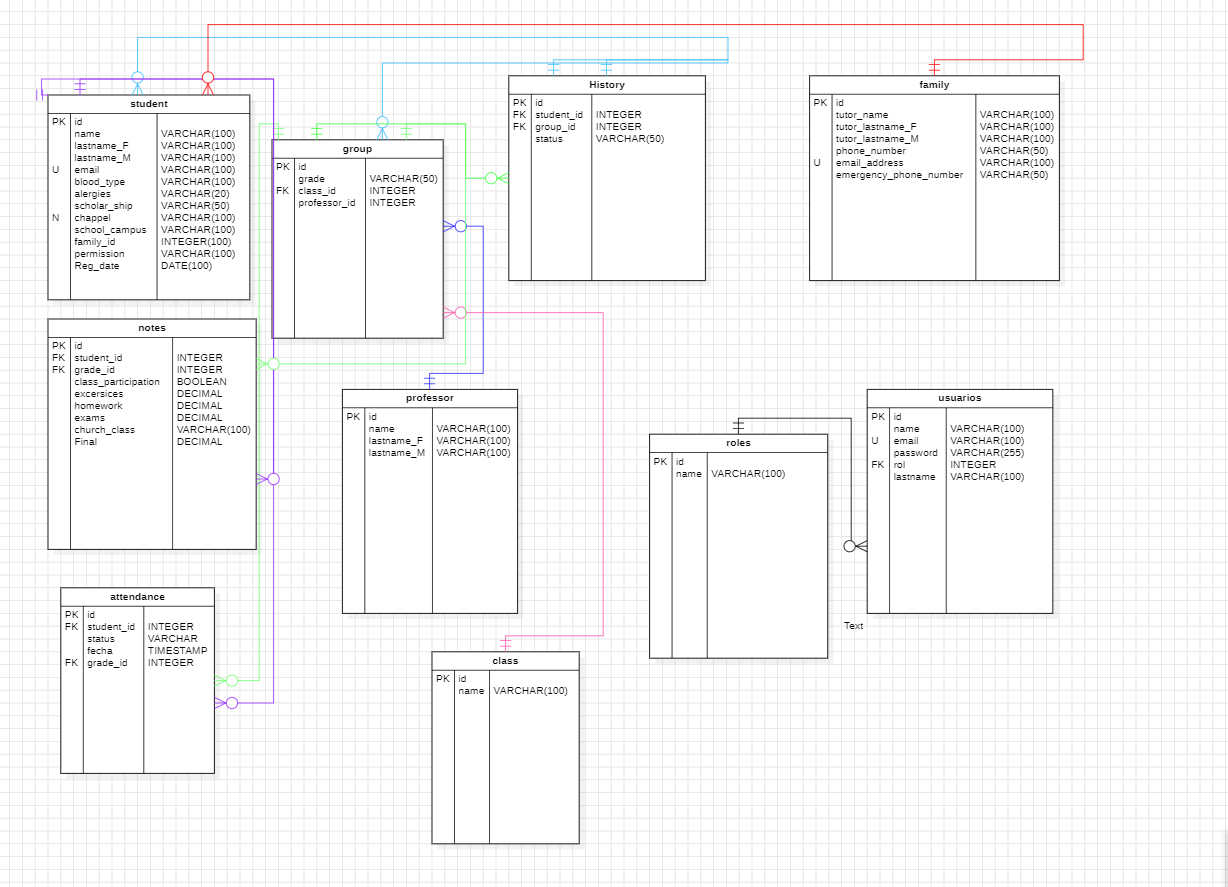 student
PK id
name VARCHAR(100)
lastname_F VARCHAR(100)
lastname_M VARCHAR(100)
U email VARCHAR(100)
blood_type VARCHAR(100)
alergies VARCHAR(20)
scholar_ship VARCHAR(50)
N chappel VARCHAR(100)
school_campus VARCHAR(100)
family_id INTEGER(100)
permission VARCHAR(100)
Reg_date DATE(100)
group
PK id
grade VARCHAR(50)
FK class_id INTEGER
professor_id INTEGER
History
PK id
FK student_id INTEGER
FK group_id INTEGER
status VARCHAR(50)
family
PK id
tutor_name VARCHAR(100)
tutor_lastname_F VARCHAR(100)
tutor_lastname_M VARCHAR(100)
phone_number VARCHAR(50)
U email_address VARCHAR(100)
emergency_phone_number VARCHAR(50)
notes
PK id
FK student_id INTEGER
FK grade_id INTEGER
class_participation BOOLEAN
excersices DECIMAL
homework DECIMAL
exams DECIMAL
church_class VARCHAR(100)
Final DECIMAL
professor
PK id
name VARCHAR(100)
lastname_F VARCHAR(100)
lastname_M VARCHAR(100)
roles
PK id
name VARCHAR(100)
usuarios
PK id
name VARCHAR(100)
U email VARCHAR(100)
password VARCHAR(255)
FK rol INTEGER
lastname VARCHAR(100)
Text
attendance
PK id
FK student_id INTEGER
status VARCHAR
fecha TIMESTAMP
FK grade_id INTEGER
class
PK id
name VARCHAR(100)